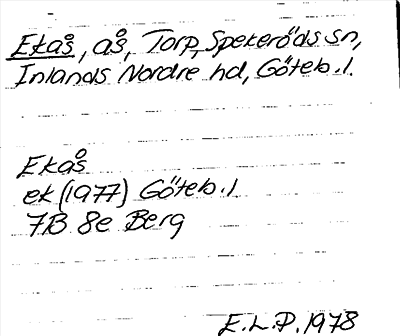 Ekås, ås, Torp, Spekeröds sn,
Inlands Nordre hd, Göteb. l.
Ekås
ek (1977) Göteb. l
7B 8e Berg
E.L.P. 1978